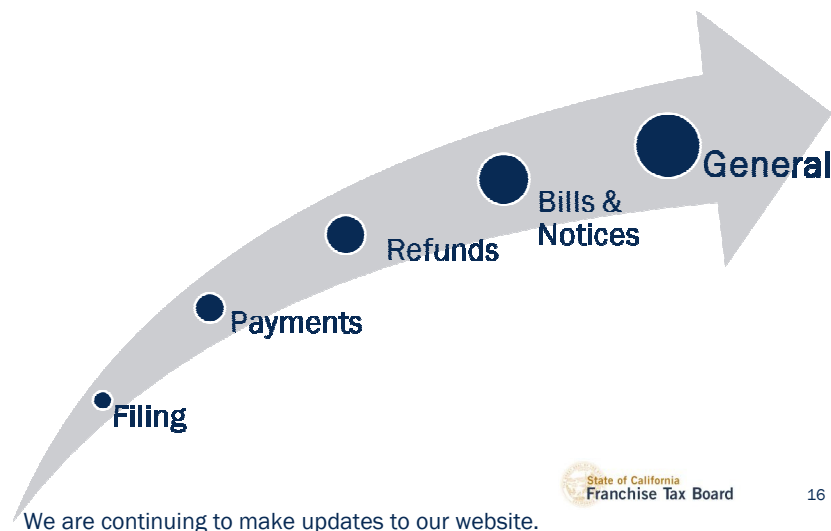 General
Bills &
Notices
Refunds
Payments
Filing
State of California
Franchise Tax Board
16
We are continuing to make updates to our website.